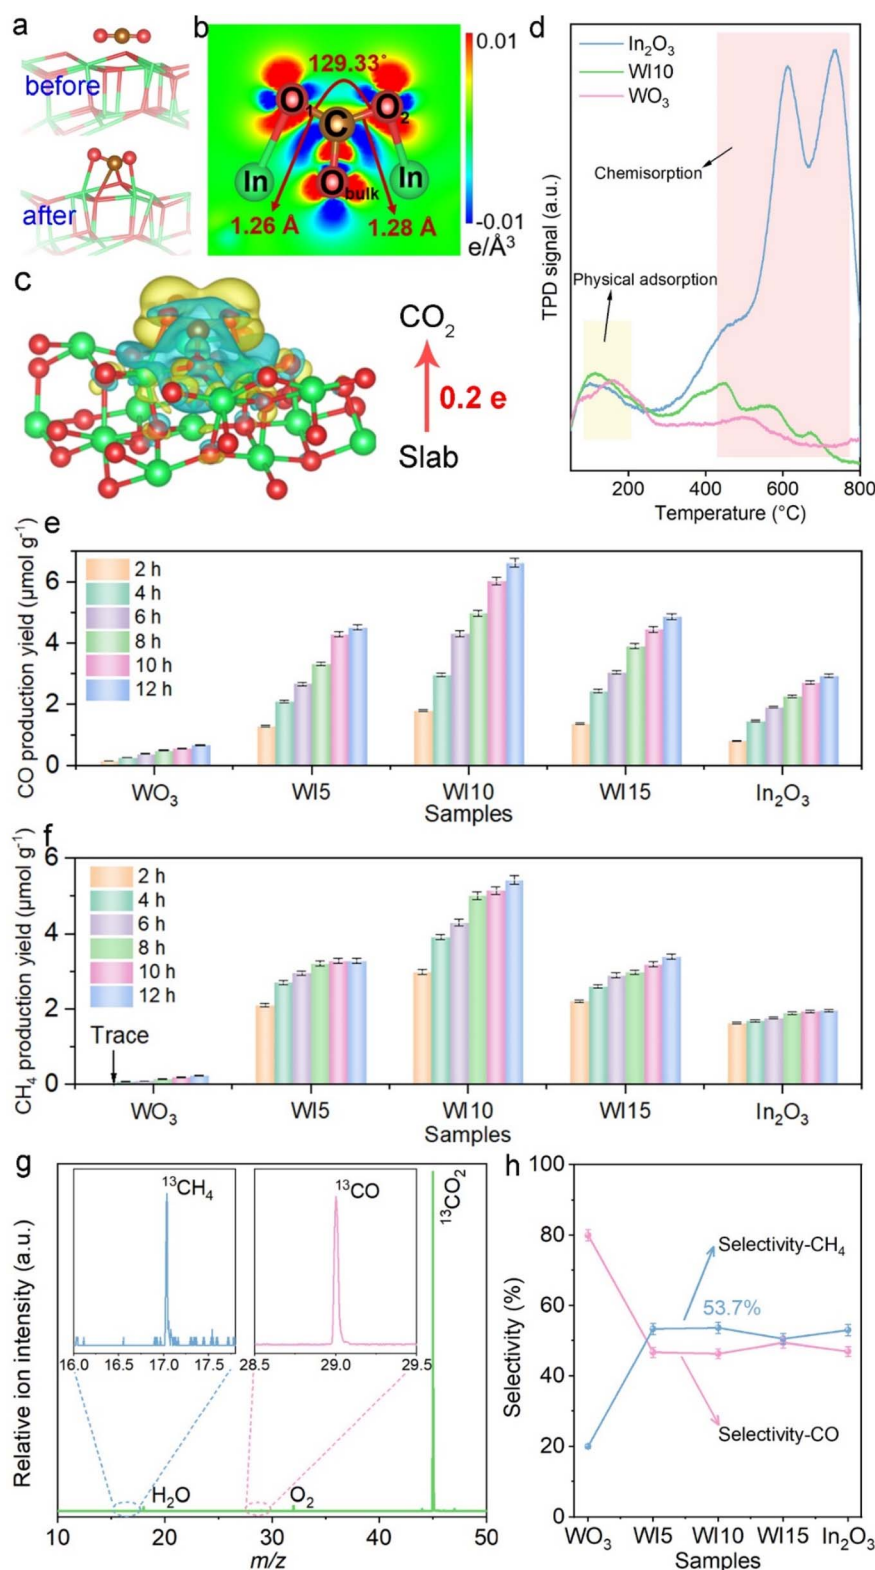 a
before
after
b
129.33°
O1
C
O2
In
Obulk
In
1.26 Å
1.28 Å
0.01
-0.01
e/Å³
c
CO₂
0.2 e
Slab
d
In₂O₃
WI10
WO₃
Chemisorption
Physical adsorption
TPD signal (a.u.)
200
400
600
800
Temperature (°C)
e
CO production yield (μmol g⁻¹)
6
4
2
0
2 h
4 h
6 h
8 h
10 h
12 h
WO₃
WI5
WI10
WI15
In₂O₃
Samples
f
CH₄ production yield (μmol g⁻¹)
6
4
2
0
2 h
4 h
6 h
8 h
10 h
12 h
Trace
WO₃
WI5
WI10
WI15
In₂O₃
Samples
g
Relative ion intensity (a.u.)
¹³CH₄
16.0
16.5
17.0
17.5
¹³CO
28.5
29.0
29.5
¹³CO₂
H₂O
O₂
10
20
30
40
50
m/z
h
Selectivity (%)
100
80
60
40
20
0
Selectivity-CH₄
53.7%
Selectivity-CO
WO₃
WI5
WI10
WI15
In₂O₃
Samples